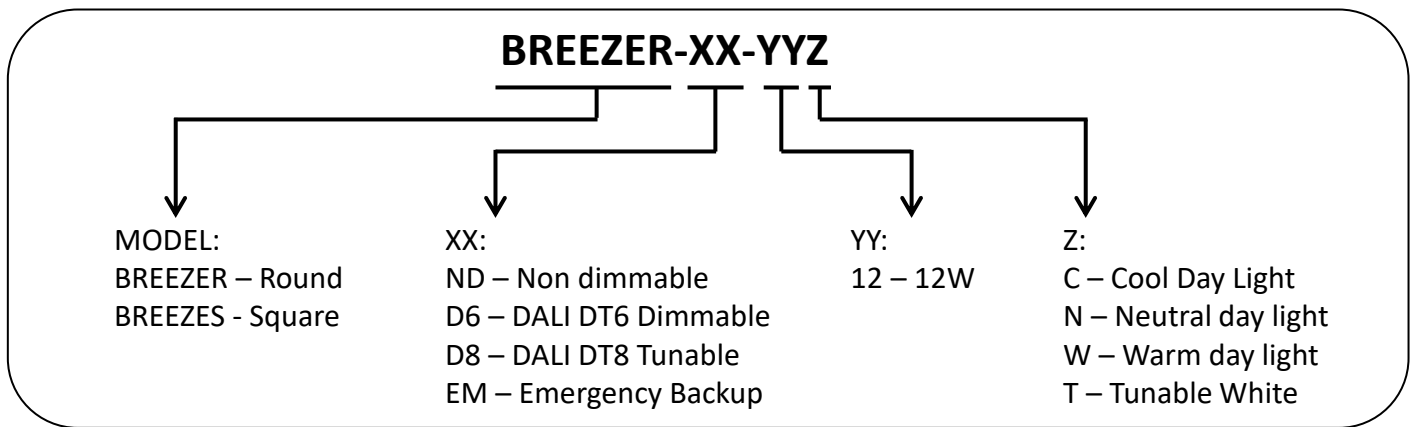 BREEZER-XX-YYZ
MODEL:
BREEZER – Round
BREEZES - Square
XX:
ND – Non dimmable
D6 – DALI DT6 Dimmable
D8 – DALI DT8 Tunable
EM – Emergency Backup
YY:
12 – 12W
Z:
C – Cool Day Light
N – Neutral day light
W – Warm day light
T – Tunable White